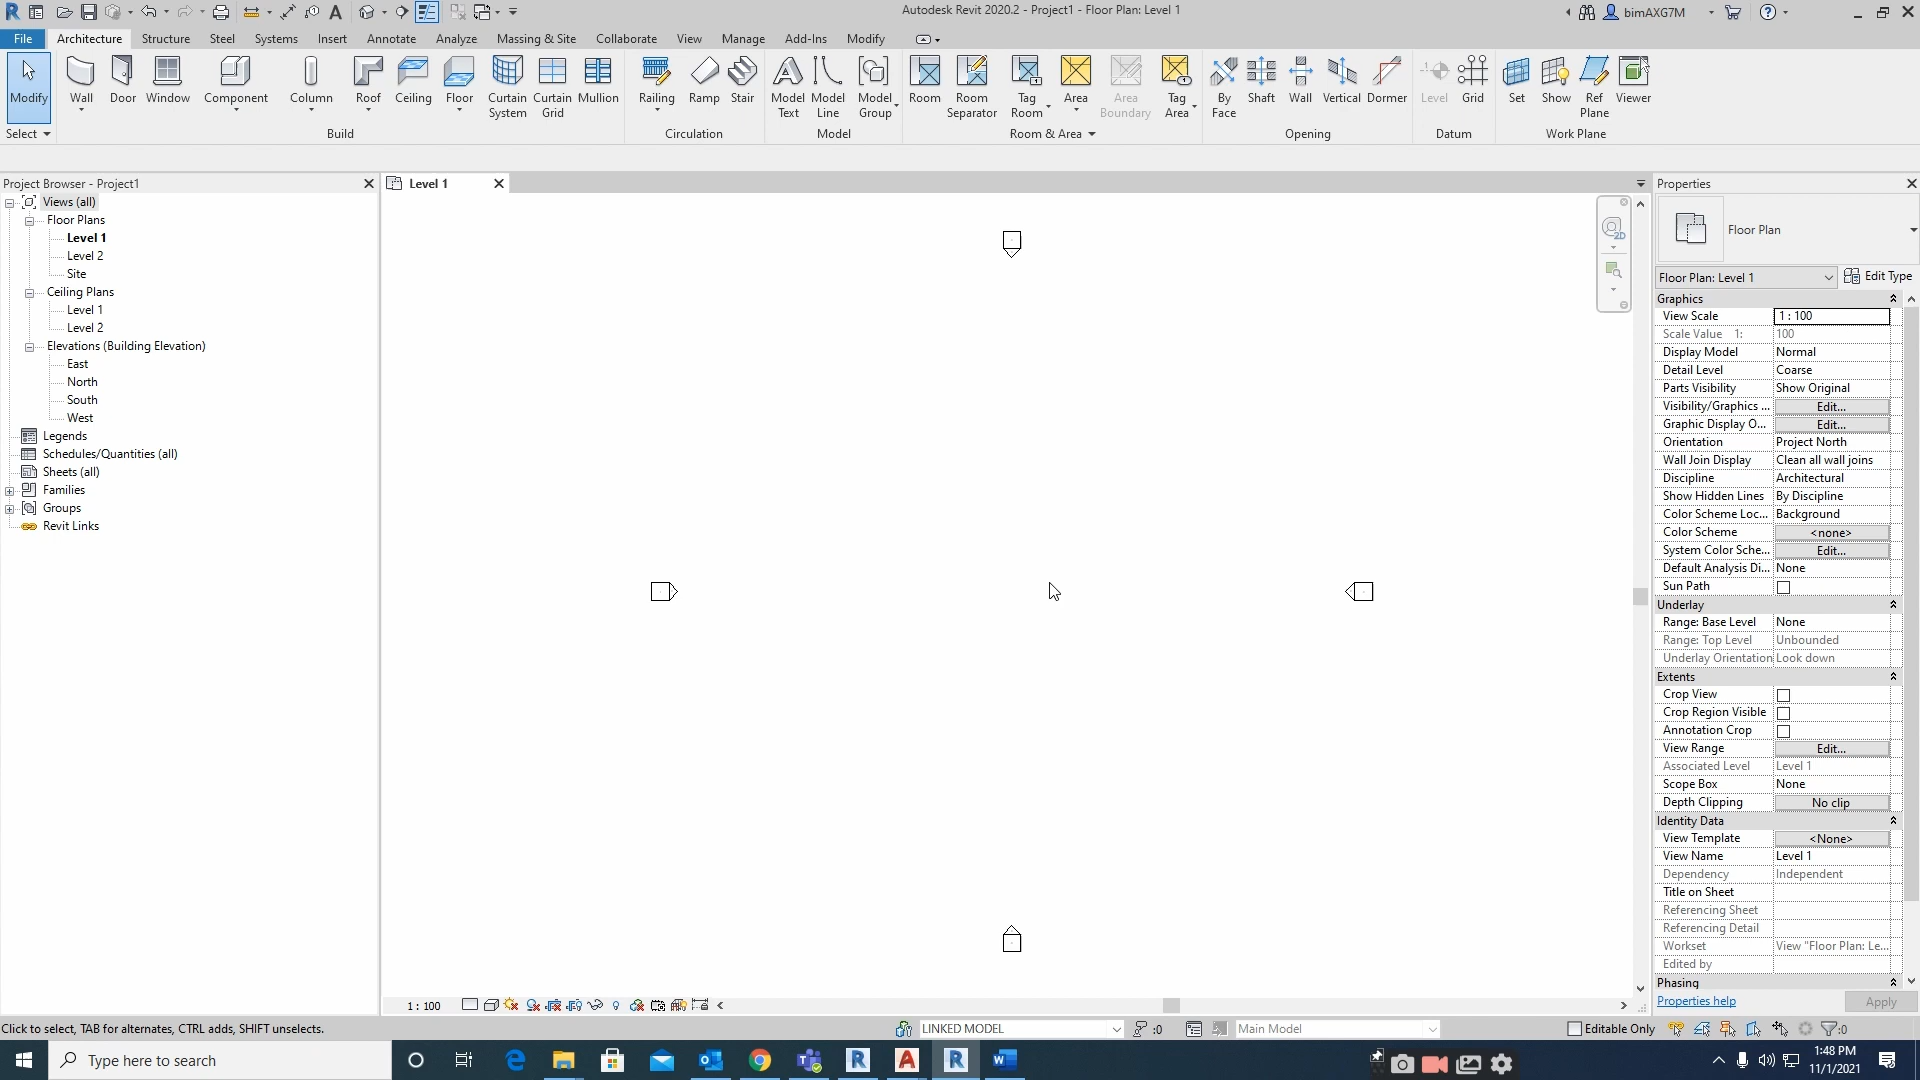 Autodesk Revit 2020.2 - Project1 - Floor Plan: Level 1
bimAXG7M
File Architecture Structure Steel Systems Insert Annotate Analyze Massing & Site Collaborate View Manage Add-Ins Modify
Modify Wall Door Window Component Column Roof Ceiling Floor Curtain System Curtain Grid Mullion Railing Ramp Stair Model Text Model Line Model Group Room Room Separator Tag Room Area Area Boundary Tag Area By Face Shaft Wall Vertical Dormer Level Grid Set Show Ref Plane Viewer
Select Build Circulation Model Room & Area Opening Datum Work Plane
Project Browser - Project1
Views (all)
Floor Plans
Level 1
Level 2
Site
Ceiling Plans
Level 1
Level 2
Elevations (Building Elevation)
East
North
South
West
Legends
Schedules/Quantities (all)
Sheets (all)
Families
Groups
Revit Links
Level 1
2D
Properties
Floor Plan
Floor Plan: Level 1 Edit Type
Graphics
View Scale 1 : 100
Scale Value 1: 100
Display Model Normal
Detail Level Coarse
Parts Visibility Show Original
Visibility/Graphics ... Edit...
Graphic Display O... Edit...
Orientation Project North
Wall Join Display Clean all wall joins
Discipline Architectural
Show Hidden Lines By Discipline
Color Scheme Loc... Background
Color Scheme <none>
System Color Sche... Edit...
Default Analysis Di... None
Sun Path
Underlay
Range: Base Level None
Range: Top Level Unbounded
Underlay Orientation Look down
Extents
Crop View
Crop Region Visible
Annotation Crop
View Range Edit...
Associated Level Level 1
Scope Box None
Depth Clipping No clip
Identity Data
View Template <None>
View Name Level 1
Dependency Independent
Title on Sheet
Referencing Sheet
Referencing Detail
Workset View "Floor Plan: Le...
Edited by
Phasing
Properties help Apply
1 : 100
Click to select, TAB for alternates, CTRL adds, SHIFT unselects.
LINKED MODEL :0 Main Model Editable Only :0
Type here to search
1:48 PM
11/1/2021